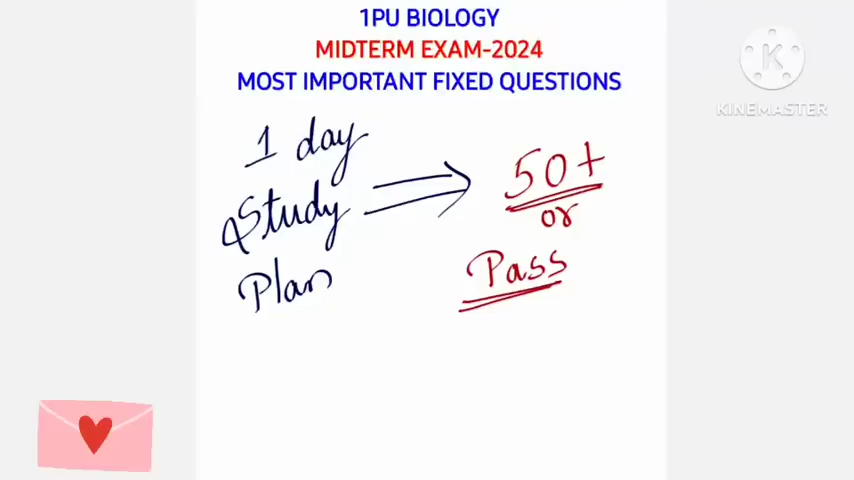 1PU BIOLOGY
MIDTERM EXAM-2024
MOST IMPORTANT FIXED QUESTIONS
K
KINEMASTER
1 day
Study
Plan
50+
or
Pass